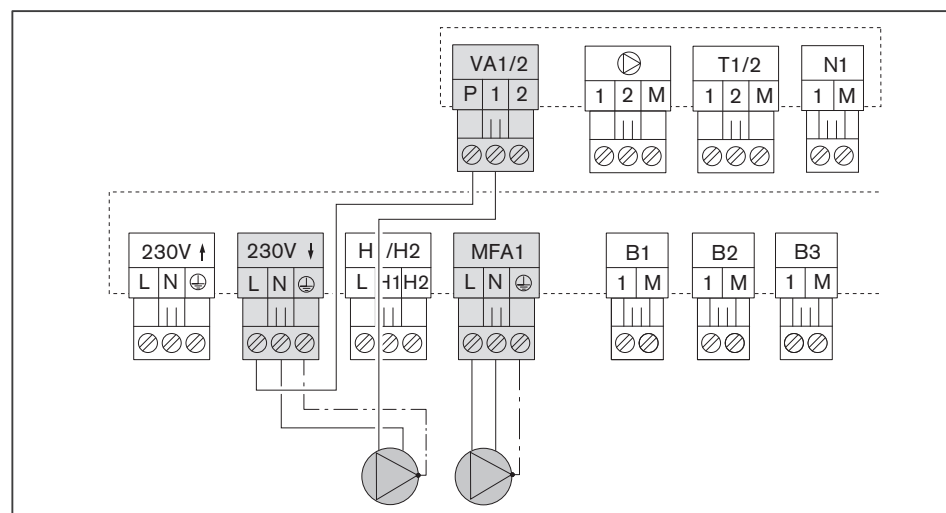 VA1/2
P 1 2
1 2 M
T1/2
1 2 M
N1
1 M
230V
L N
230V
L N
H /H2
L H1 H2
MFA1
L N
B1
1 M
B2
1 M
B3
1 M